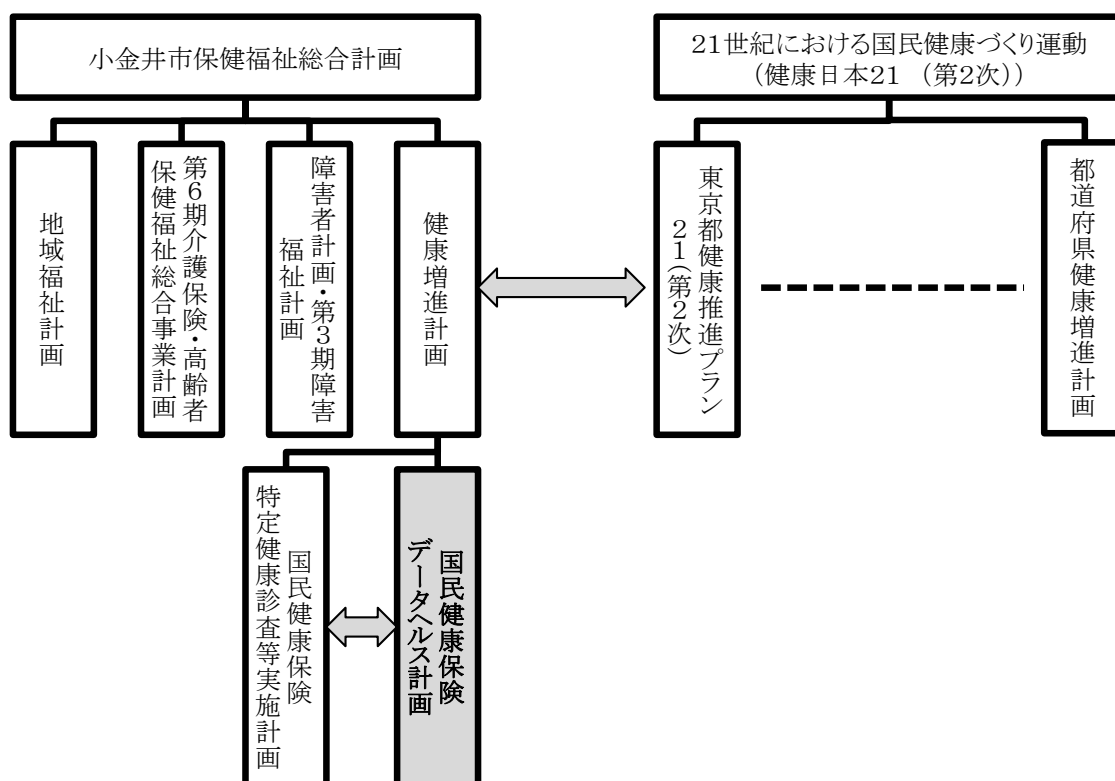 小金井市保健福祉総合計画
21世紀における国民健康づくり運動
（健康日本21　（第2次））
地域福祉計画
第6期介護保険・高齢者
保健福祉総合事業計画
障害者計画・第3期障害
福祉計画
健康増進計画
東京都健康推進プラン
21(第2次)
都道府県健康増進計画
国民健康保険
特定健康診査等実施計画
国民健康保険
データヘルス計画